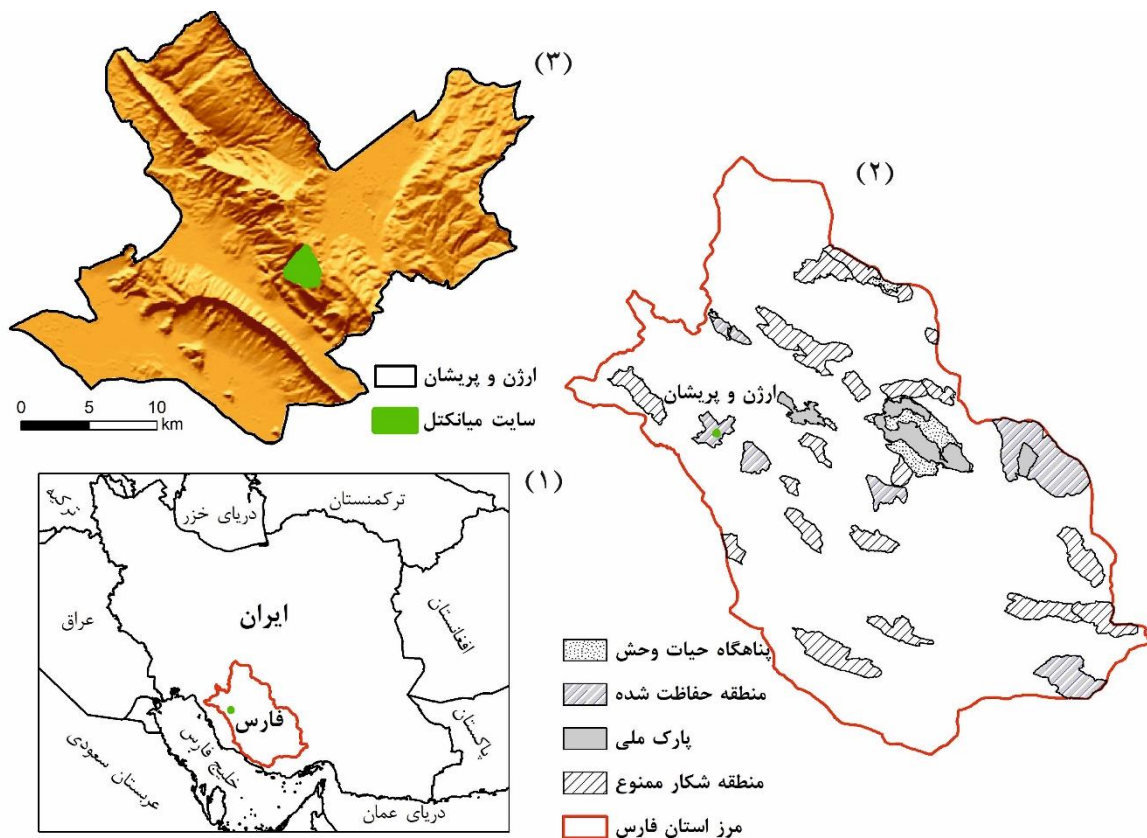 (۳)
ارژن و پریشان
سایت میانکتل
0 5 10
km
(۲)
ارژن و پریشان
پناهگاه حیات وحش
منطقه حفاظت شده
پارک ملی
منطقه شکار ممنوع
مرز استان فارس
(۱)
ترکیه
دریای خزر
ترکمنستان
عراق
ایران
افغانستان
فارس
پاکستان
خلیج فارس
عربستان سعودی
دریای عمان